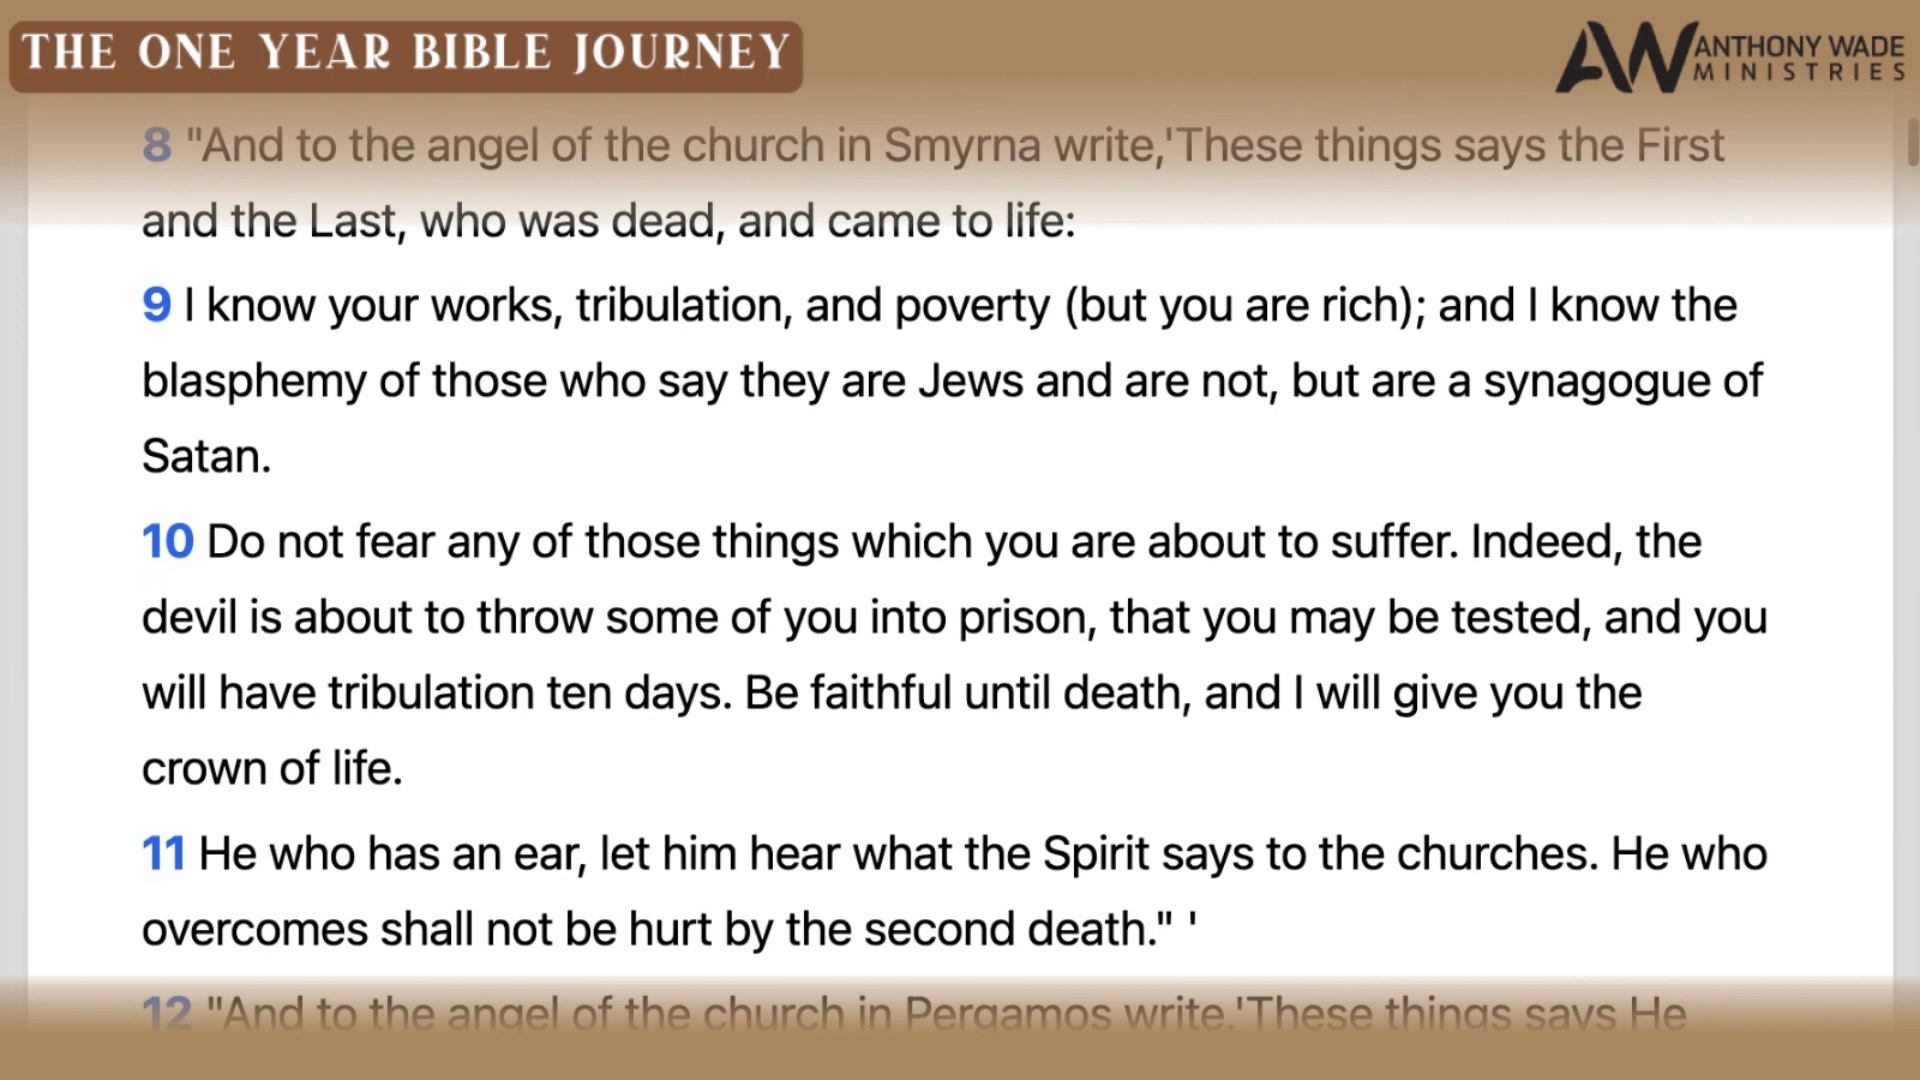 THE ONE YEAR BIBLE JOURNEY
AW ANTHONY WADE
MINISTRIES
8 "And to the angel of the church in Smyrna write,'These things says the First
and the Last, who was dead, and came to life:
9 I know your works, tribulation, and poverty (but you are rich); and I know the
blasphemy of those who say they are Jews and are not, but are a synagogue of
Satan.
10 Do not fear any of those things which you are about to suffer. Indeed, the
devil is about to throw some of you into prison, that you may be tested, and you
will have tribulation ten days. Be faithful until death, and I will give you the
crown of life.
11 He who has an ear, let him hear what the Spirit says to the churches. He who
overcomes shall not be hurt by the second death." '
12 "And to the angel of the church in Pergamos write,'These things says He